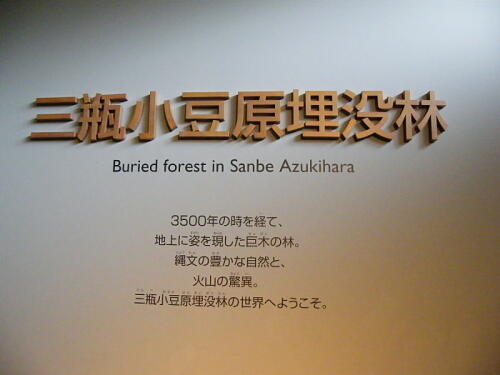 三瓶小豆原埋没林
Buried forest in Sanbe Azukihara
3500年の時を経て、
地上に姿を現した巨木の林。
縄文の豊かな自然と、
火山の驚異。
三瓶小豆原埋没林の世界へようこそ。